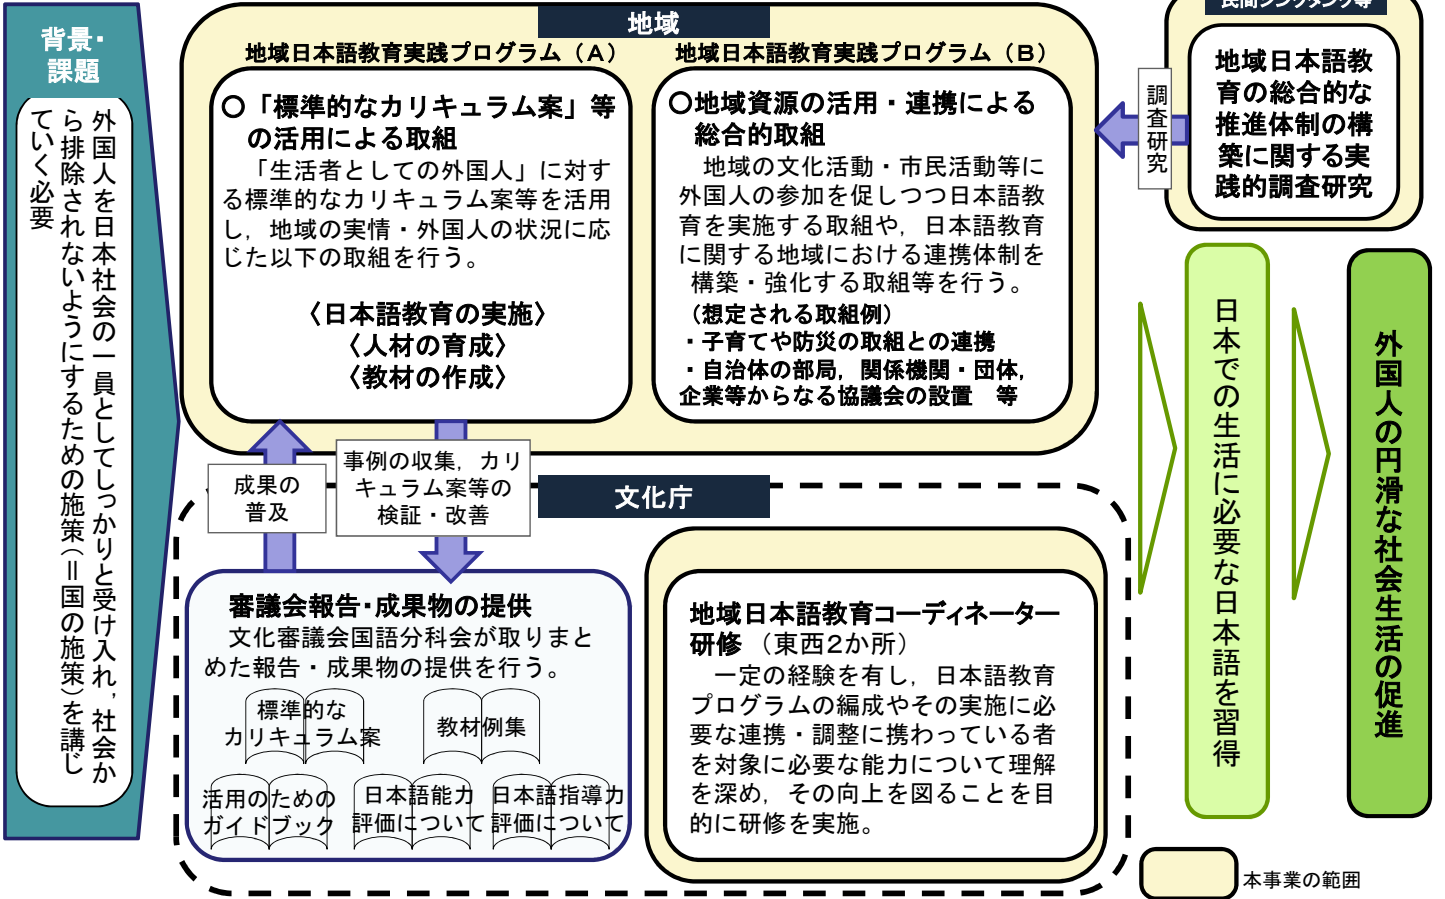 背景・
課題
外国人を日本社会の一員としてしっかりと受け入れ，社会か
ら排除されないようにするための施策（＝国の施策）を講じ
ていく必要
地域
地域日本語教育実践プログラム（A）
○「標準的なカリキュラム案」等
の活用による取組
「生活者としての外国人」に対す
る標準的なカリキュラム案等を活用
し，地域の実情・外国人の状況に応
じた以下の取組を行う。
〈日本語教育の実施〉
〈人材の育成〉
〈教材の作成〉
地域日本語教育実践プログラム（B）
○地域資源の活用・連携による
総合的取組
地域の文化活動・市民活動等に
外国人の参加を促しつつ日本語教
育を実施する取組や，日本語教育
に関する地域における連携体制を
構築・強化する取組等を行う。
（想定される取組例）
・子育てや防災の取組との連携
・自治体の部局，関係機関・団体，
企業等からなる協議会の設置　等
民間シンクタンク等
地域日本語教
育の総合的な
推進体制の構
築に関する実
践的調査研究
調査研究
成果の
普及
事例の収集，カリ
キュラム案等の
検証・改善
文化庁
審議会報告・成果物の提供
文化審議会国語分科会が取りまと
めた報告・成果物の提供を行う。
標準的な
カリキュラム案
教材例集
活用のための
ガイドブック
日本語能力
評価について
日本語指導力
評価について
地域日本語教育コーディネーター
研修（東西2か所）
一定の経験を有し，日本語教育
プログラムの編成やその実施に必
要な連携・調整に携わっている者
を対象に必要な能力について理解
を深め，その向上を図ることを目
的に研修を実施。
日本での生活に必要な日本語を習得
外国人の円滑な社会生活の促進
本事業の範囲